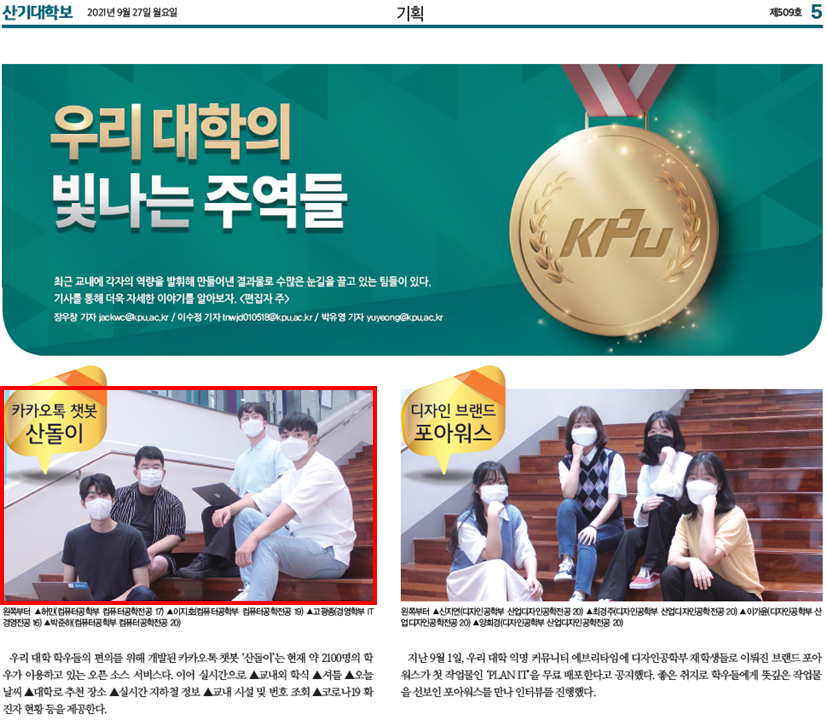 산기대학보 2021년 9월 27일 월요일 기획 제509호 5
우리 대학의
빛나는 주역들
KPU
최근 교내에 각자의 역량을 발휘해 만들어낸 결과물로 수많은 눈길을 끌고 있는 팀들이 있다.
기사를 통해 더욱 자세한 이야기를 알아보자. <편집자 주>
장우창 기자 jackwc@kpu.ac.kr / 이수정 기자 tnwjd010518@kpu.ac.kr / 박유영 기자 yuyeong@kpu.ac.kr
카카오톡 챗봇
산돌이
왼쪽부터 ▲허민(컴퓨터공학부 컴퓨터공학전공 17) ▲이지호(컴퓨터공학부 컴퓨터공학전공 19) ▲고광중(경영학부 IT
경영전공 16) ▲박준하(컴퓨터공학부 컴퓨터공학전공 20)
우리 대학 학우들의 편의를 위해 개발된 카카오톡 챗봇 ‘산돌이’는 현재 약 2100명의 학
우가 이용하고 있는 오픈 소스 서비스다. 이어 실시간으로 ▲교내외 학식 ▲셔틀 ▲오늘
날씨 ▲대학로 추천 장소 ▲실시간 지하철 정보 ▲교내 시설 및 번호 조회 ▲코로나19 확
진자 현황 등을 제공한다.
디자인 브랜드
포아워스
왼쪽부터 ▲신지연(디자인공학부 산업디자인공학전공 20) ▲최경주(디자인공학부 산업디자인공학전공 20) ▲이가윤(디자인공학부 산
업디자인공학전공 20) ▲양희경(디자인공학부 산업디자인공학전공 20)
지난 9월 1일, 우리 대학 익명 커뮤니티 에브리타임에 디자인공학부 재학생들로 이뤄진 브랜드 포아
워스가 첫 작업물인 ‘PLAN IT’을 무료 배포한다고 공지했다. 좋은 취지로 학우들에게 뜻깊은 작업물
을 선보인 포아워스를 만나 인터뷰를 진행했다.